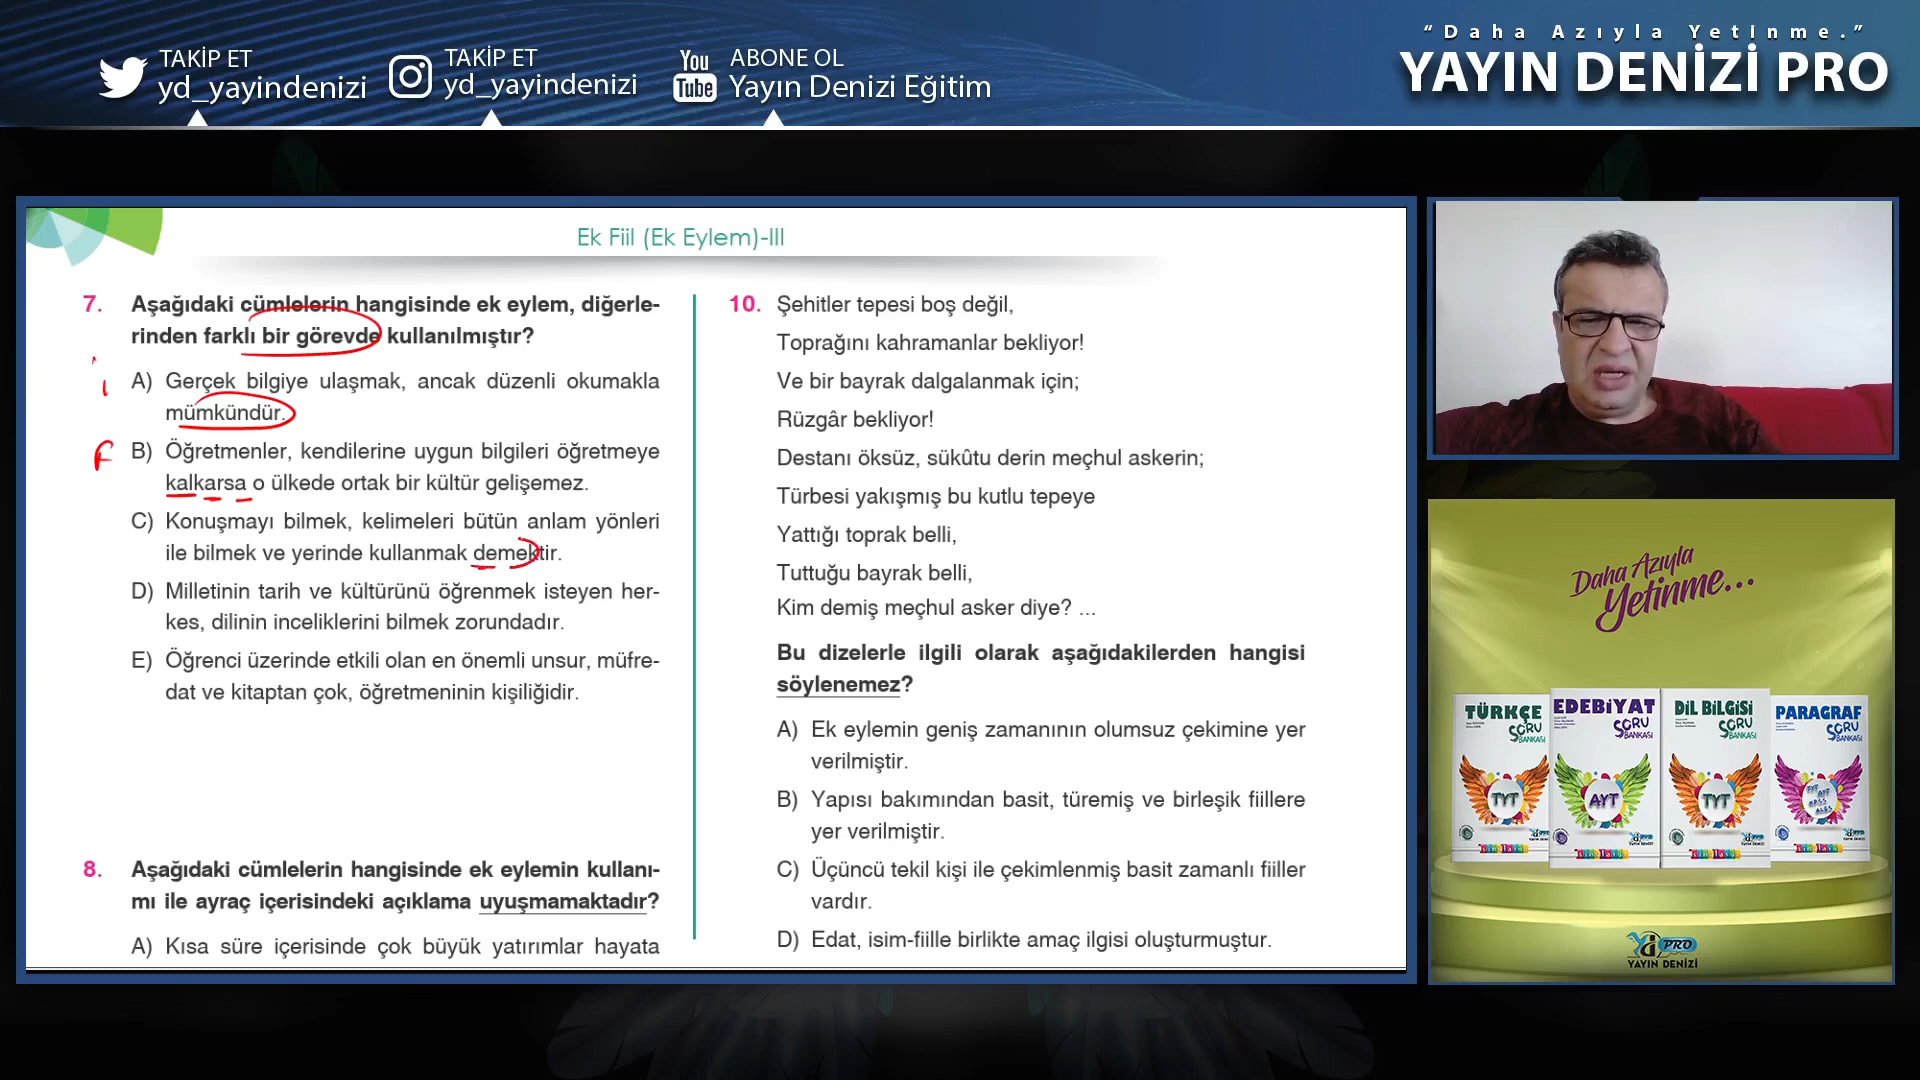 TAKİP ET
yd_yayindenizi
TAKİP ET
yd_yayindenizi
You
Tube
ABONE OL
Yayın Denizi Eğitim
“Daha Azıyla Yetinme.”
YAYIN DENİZİ PRO
Ek Fiil (Ek Eylem)-III
7. Aşağıdaki cümlelerin hangisinde ek eylem, diğerle-
rinden farklı bir görevde kullanılmıştır?
A) Gerçek bilgiye ulaşmak, ancak düzenli okumakla
mümkündür.
B) Öğretmenler, kendilerine uygun bilgileri öğretmeye
kalkarsa o ülkede ortak bir kültür gelişemez.
C) Konuşmayı bilmek, kelimeleri bütün anlam yönleri
ile bilmek ve yerinde kullanmak demektir.
D) Milletinin tarih ve kültürünü öğrenmek isteyen her-
kes, dilinin inceliklerini bilmek zorundadır.
E) Öğrenci üzerinde etkili olan en önemli unsur, müfre-
dat ve kitaptan çok, öğretmeninin kişiliğidir.
8. Aşağıdaki cümlelerin hangisinde ek eylemin kullanı-
mı ile ayraç içerisindeki açıklama uyuşmamaktadır?
A) Kısa süre içerisinde çok büyük yatırımlar hayata
10. Şehitler tepesi boş değil,
Toprağını kahramanlar bekliyor!
Ve bir bayrak dalgalanmak için;
Rüzgâr bekliyor!
Destanı öksüz, sükûtu derin meçhul askerin;
Türbesi yakışmış bu kutlu tepeye
Yattığı toprak belli,
Tuttuğu bayrak belli,
Kim demiş meçhul asker diye? ...
Bu dizelerle ilgili olarak aşağıdakilerden hangisi
söylenemez?
A) Ek eylemin geniş zamanının olumsuz çekimine yer
verilmiştir.
B) Yapısı bakımından basit, türemiş ve birleşik fiillere
yer verilmiştir.
C) Üçüncü tekil kişi ile çekimlenmiş basit zamanlı fiiller
vardır.
D) Edat, isim-fiille birlikte amaç ilgisi oluşturmuştur.
Daha Azıyla
Yetinme...
TÜRKÇE
SORU
BANKASI
TYT
EDEBİYAT
SORU
BANKASI
AYT
DİL BİLGİSİ
SORU
BANKASI
TYT
PARAGRAF
SORU
BANKASI
PRO
YAYIN DENİZİ